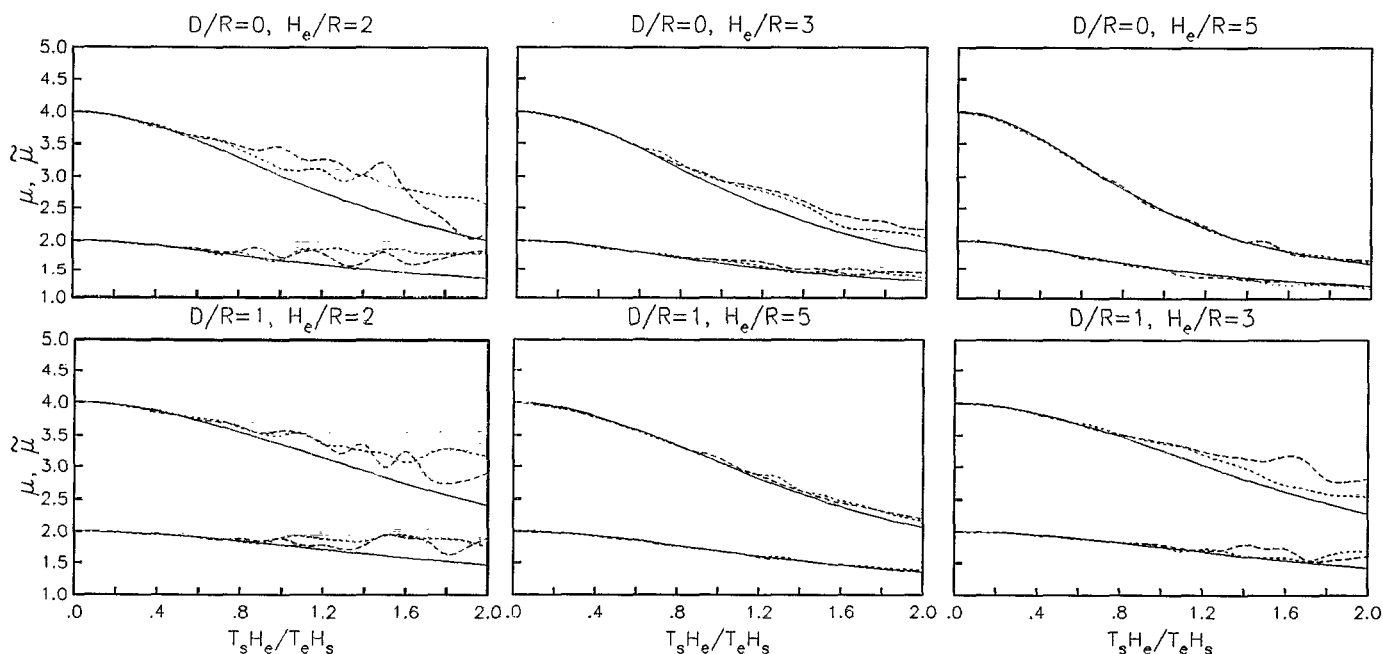 D/R=0, H_e/R=2
D/R=0, H_e/R=3
D/R=0, H_e/R=5
5.0
4.5
4.0
3.5
3.0
2.5
2.0
1.5
1.0
μ, μ̃
D/R=1, H_e/R=2
D/R=1, H_e/R=5
D/R=1, H_e/R=3
5.0
4.5
4.0
3.5
3.0
2.5
2.0
1.5
1.0
μ, μ̃
.0 .4 .8 1.2 1.6 2.0
.0 .4 .8 1.2 1.6 2.0
.0 .4 .8 1.2 1.6 2.0
T_sH_e/T_eH_s
T_sH_e/T_eH_s
T_sH_e/T_eH_s